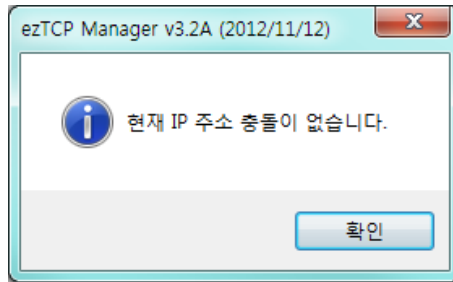 ezTCP Manager v3.2A (2012/11/12)
현재 IP 주소 충돌이 없습니다.
확인